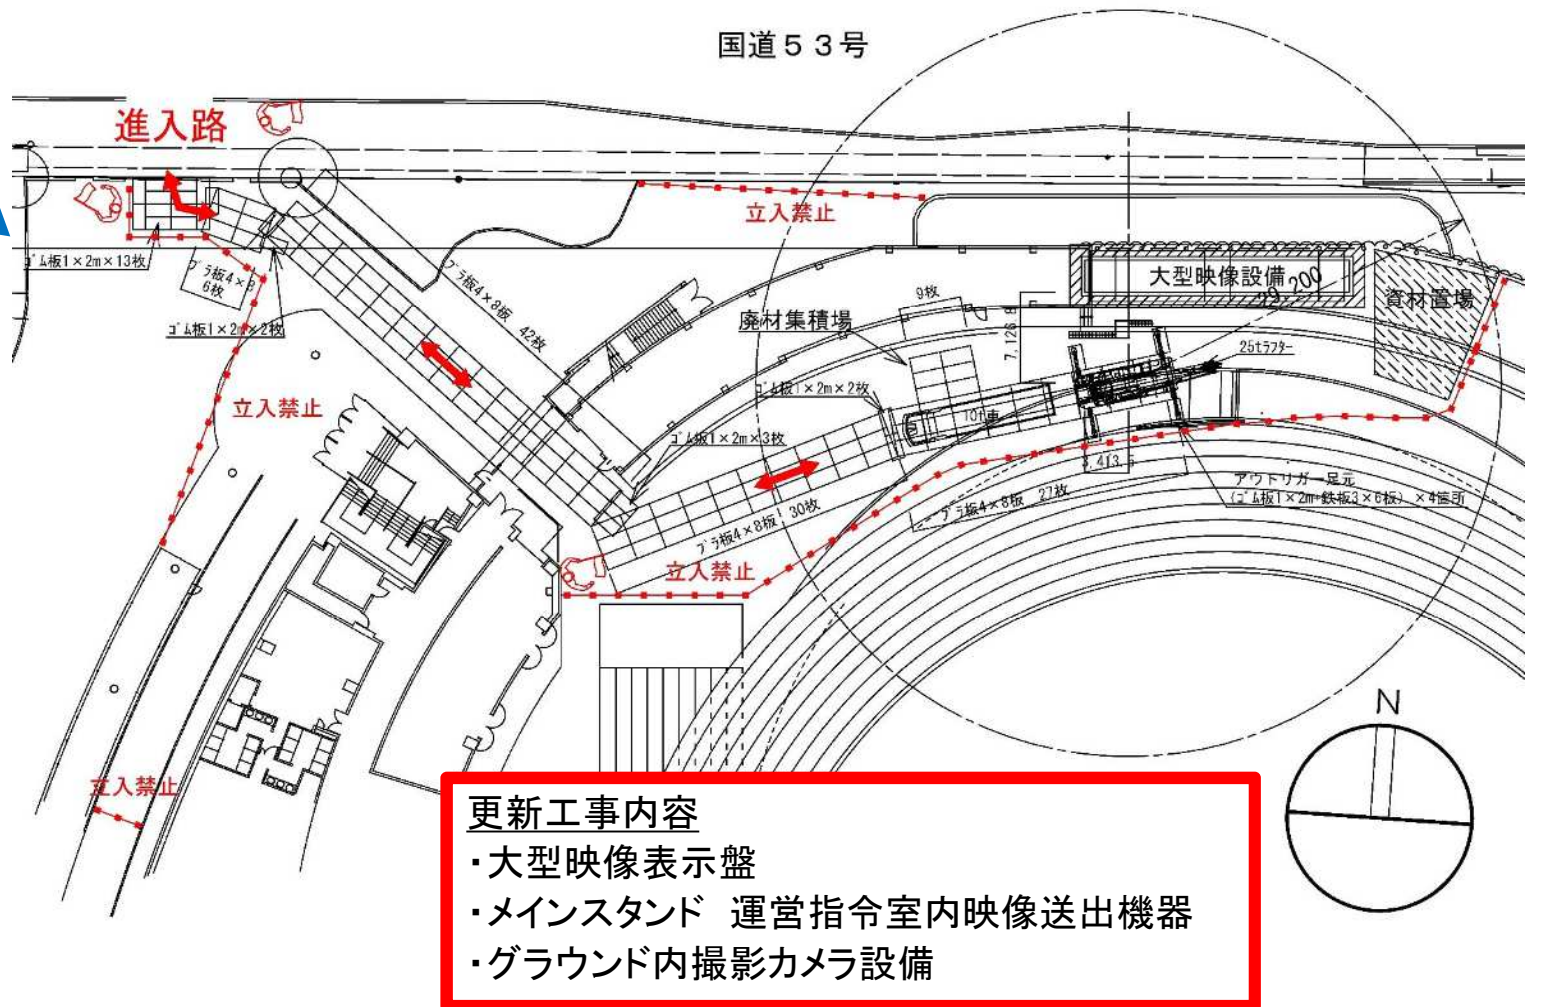 国道５３号
進入路
立入禁止
ｺﾞﾑ板1×2m×13枚
ﾌﾟﾗ板4×8
6枚
ｺﾞﾑ板1×2m×2枚
ﾌﾟﾗ板4×8板 42枚
大型映像設備
29,200
資材置場
9枚
廃材集積場
25tﾗﾌﾀｰ
立入禁止
ｺﾞﾑ板1×2m×2枚
10t車
ｺﾞﾑ板1×2m×3枚
アウトリガー足元
(ｺﾞﾑ板1×2m+鉄板3×6板) ×4箇所
ﾌﾟﾗ板4×8板 27枚
ﾌﾟﾗ板4×8板 30枚
立入禁止
立入禁止
N
更新工事内容
・大型映像表示盤
・メインスタンド　運営指令室内映像送出機器
・グラウンド内撮影カメラ設備